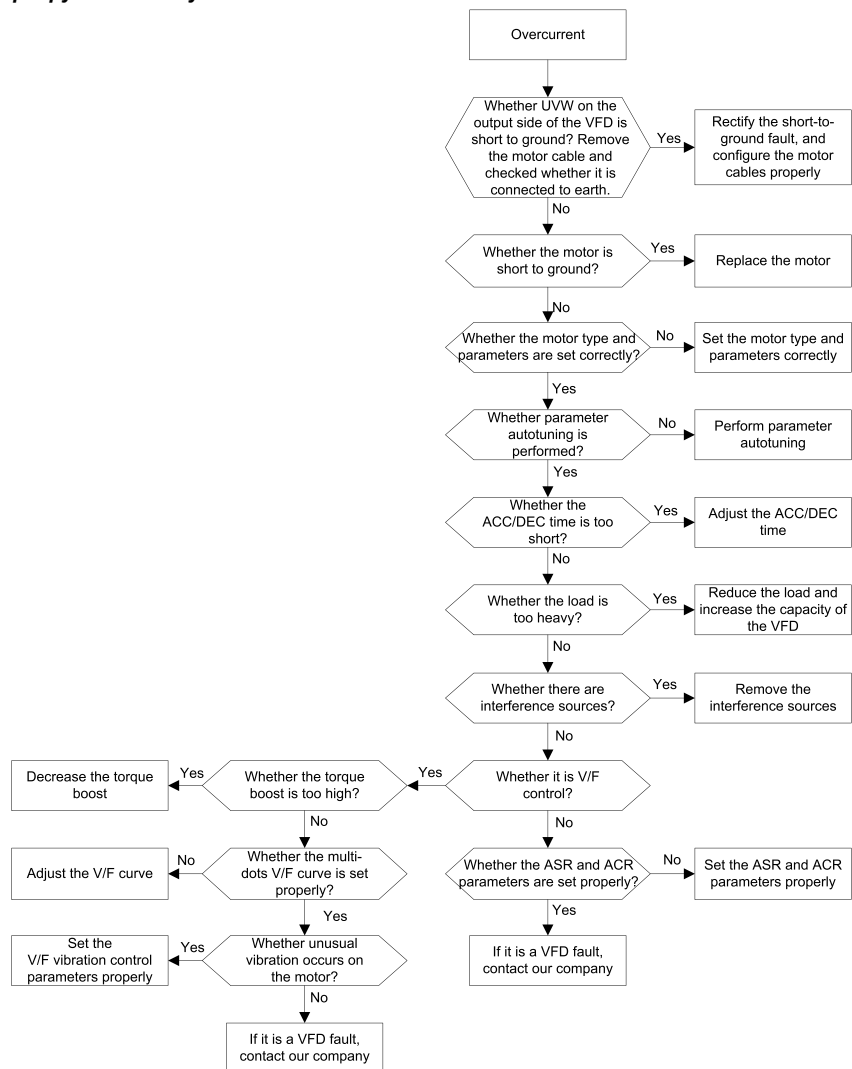 Overcurrent
Whether UVW on the
output side of the VFD is
short to ground? Remove
the motor cable and
checked whether it is
connected to earth.
Yes
Rectify the short-to-
ground fault, and
configure the motor
cables properly
No
Whether the motor is
short to ground?
Yes
Replace the motor
No
Whether the motor type and
parameters are set correctly?
No
Set the motor type and
parameters correctly
Yes
Whether parameter
autotuning is
performed?
No
Perform parameter
autotuning
Yes
Whether the
ACC/DEC time is too
short?
Yes
Adjust the ACC/DEC
time
No
Whether the load is
too heavy?
Yes
Reduce the load and
increase the capacity of
the VFD
No
Whether there are
interference sources?
Yes
Remove the
interference sources
No
Whether it is V/F
control?
Yes
Whether the torque
boost is too high?
Yes
Decrease the torque
boost
No
Whether the multi-
dots V/F curve is set
properly?
No
Adjust the V/F curve
Yes
Whether unusual
vibration occurs on
the motor?
Yes
Set the
V/F vibration control
parameters properly
No
If it is a VFD fault,
contact our company
No
Whether the ASR and ACR
parameters are set properly?
No
Set the ASR and ACR
parameters properly
Yes
If it is a VFD fault,
contact our company